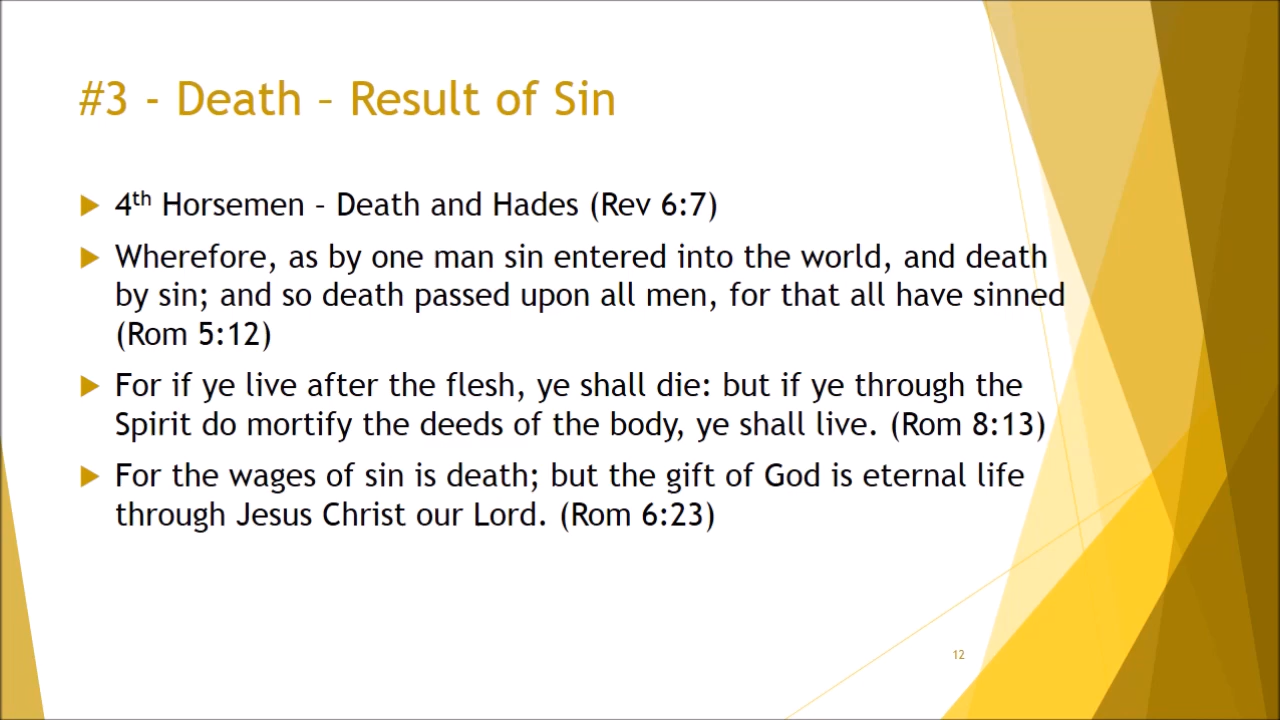 #3 - Death – Result of Sin
4th Horsemen – Death and Hades (Rev 6:7)
Wherefore, as by one man sin entered into the world, and death
by sin; and so death passed upon all men, for that all have sinned
(Rom 5:12)
For if ye live after the flesh, ye shall die: but if ye through the
Spirit do mortify the deeds of the body, ye shall live. (Rom 8:13)
For the wages of sin is death; but the gift of God is eternal life
through Jesus Christ our Lord. (Rom 6:23)
12